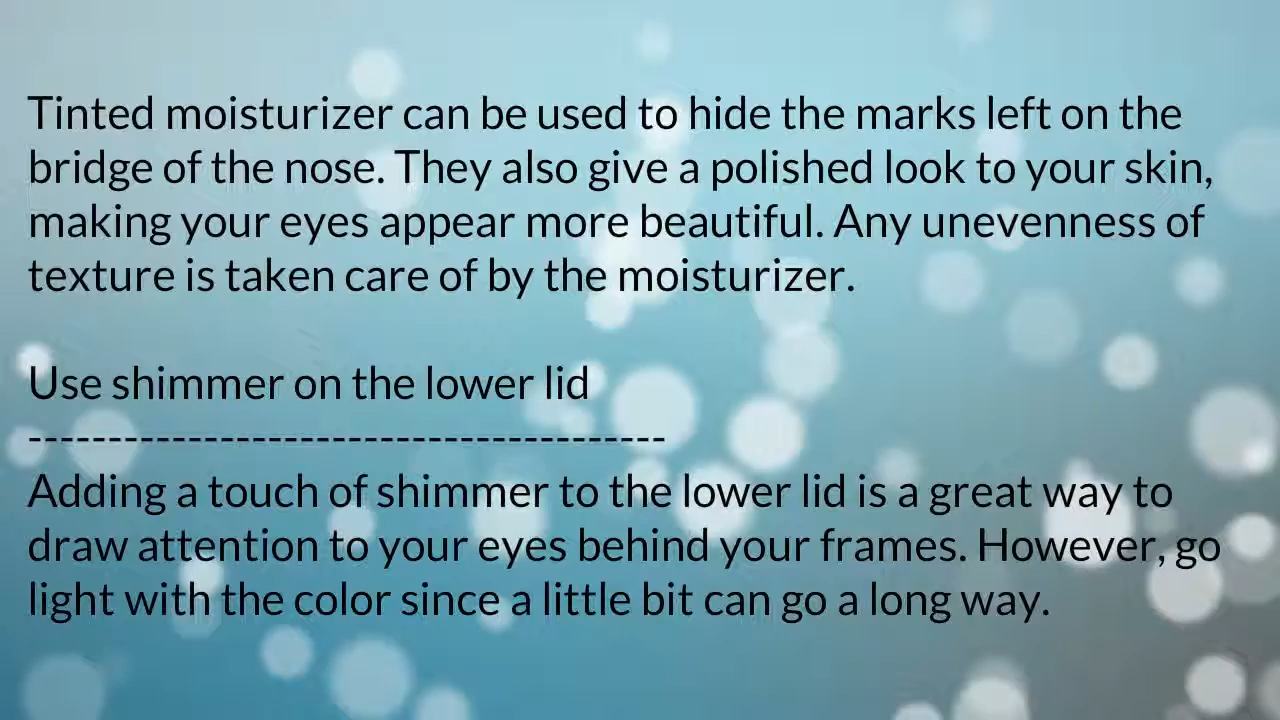 Tinted moisturizer can be used to hide the marks left on the
bridge of the nose. They also give a polished look to your skin,
making your eyes appear more beautiful. Any unevenness of
texture is taken care of by the moisturizer.
Use shimmer on the lower lid
----------------------------------------
Adding a touch of shimmer to the lower lid is a great way to
draw attention to your eyes behind your frames. However, go
light with the color since a little bit can go a long way.